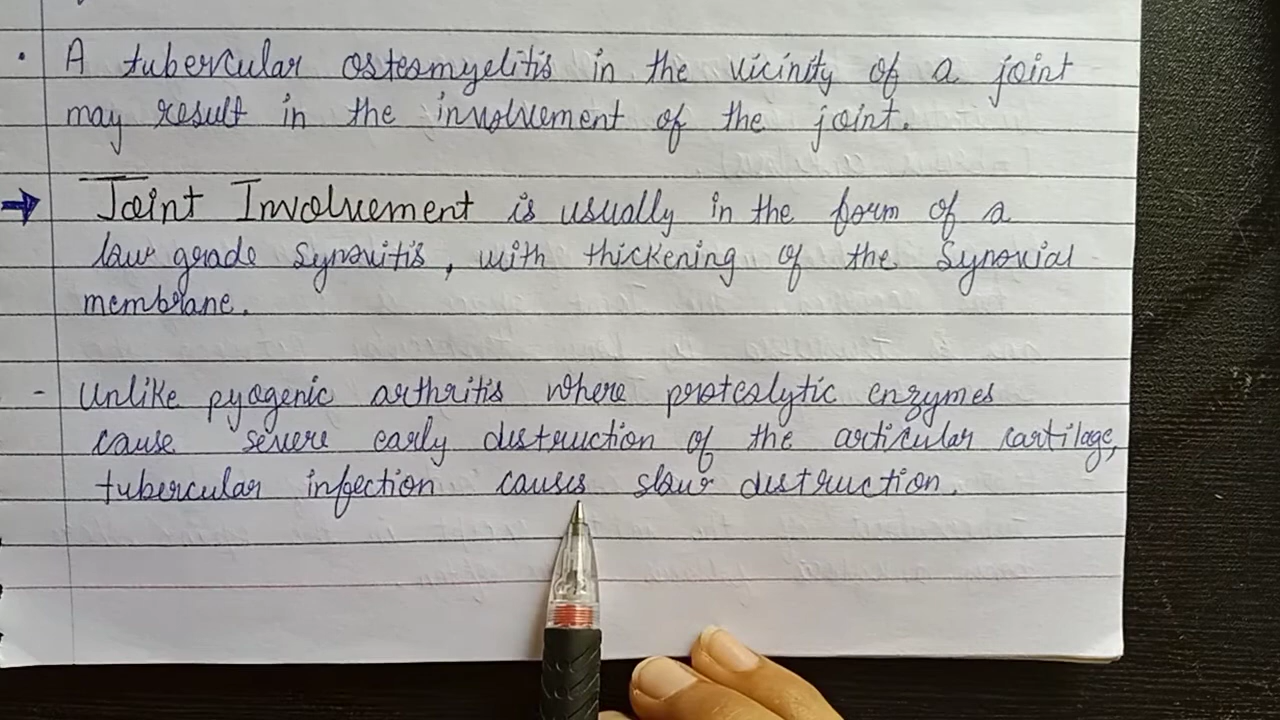 • A tubercular osteomyelitis in the vicinity of a joint
may result in the involvement of the joint.
→ Joint Involvement is usually in the form of a
low grade synovitis, with thickening of the synovial
membrane.
- Unlike pyogenic arthritis where proteolytic enzymes
cause severe early destruction of the articular cartilage,
tubercular infection causes slow destruction.